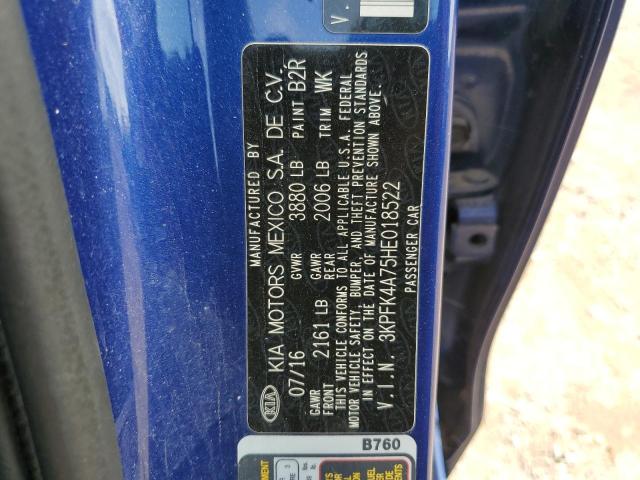 V.
MANUFACTURED BY
KIA KIA MOTORS MEXICO, S.A. DE C.V.
07/16 GVWR 3880 LB PAINT B2R
GAWR FRONT 2161 LB GAWR REAR 2006 LB TRIM WK
THIS VEHICLE CONFORMS TO ALL APPLICABLE U.S.A. FEDERAL
MOTOR VEHICLE SAFETY, BUMPER, AND THEFT PREVENTION STANDARDS
IN EFFECT ON THE DATE OF MANUFACTURE SHOWN ABOVE.
V.I.N. 3KPFK4A75HE018522
PASSENGER CAR
B760